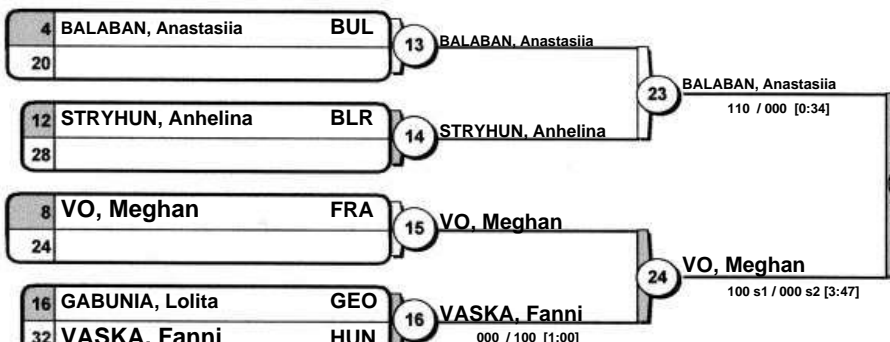 4 BALABAN, Anastasiia BUL
20
13 BALABAN, Anastasiia
12 STRYHUN, Anhelina BLR
28
14 STRYHUN, Anhelina
23 BALABAN, Anastasiia
110 / 000 [0:34]
8 VO, Meghan FRA
24
15 VO, Meghan
16 GABUNIA, Lolita GEO
32 VASKA, Fanni HUN
16 VASKA, Fanni
000 / 100 [1:00]
24 VO, Meghan
100 s1 / 000 s2 [3:47]